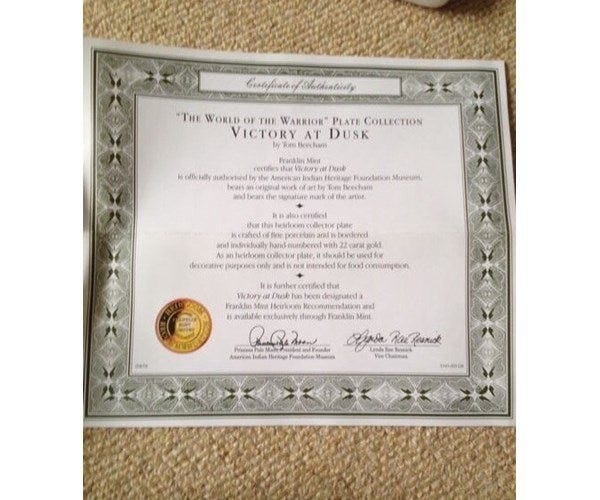 Certificate of Authenticity
"THE WORLD OF THE WARRIOR" PLATE COLLECTION
VICTORY AT DUSK
by Tom Beecham
Franklin Mint
certifies that Victory at Dusk
is officially authorised by the American Indian Heritage Foundation Museum,
bears an original work of art by Tom Beecham
and bears the signature mark of the artist.
It is also certified
that this heirloom collector plate
is crafted of fine porcelain and is bordered
and individually hand-numbered with 22 carat gold.
As an heirloom collector plate, it should be used for
decorative purposes only and is not intended for food consumption.
It is further certified that
Victory at Dusk has been designated a
Franklin Mint Heirloom Recommendation and
is available exclusively through Franklin Mint.
Princess Pale Moon President and Founder
American Indian Heritage Foundation Museum
Lynda Rae Resnick
Lynda Rae Resnick
Vice Chairman